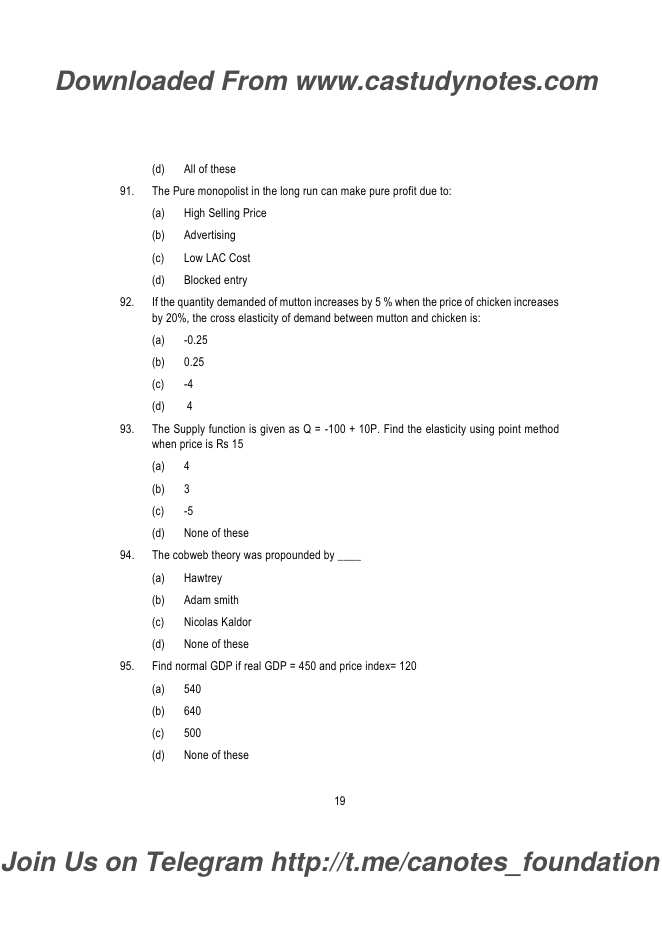 Downloaded From www.castudynotes.com
(d) All of these
91. The Pure monopolist in the long run can make pure profit due to:
(a) High Selling Price
(b) Advertising
(c) Low LAC Cost
(d) Blocked entry
92. If the quantity demanded of mutton increases by 5 % when the price of chicken increases
by 20%, the cross elasticity of demand between mutton and chicken is:
(a) -0.25
(b) 0.25
(c) -4
(d) 4
93. The Supply function is given as Q = -100 + 10P. Find the elasticity using point method
when price is Rs 15
(a) 4
(b) 3
(c) -5
(d) None of these
94. The cobweb theory was propounded by ____
(a) Hawtrey
(b) Adam smith
(c) Nicolas Kaldor
(d) None of these
95. Find normal GDP if real GDP = 450 and price index= 120
(a) 540
(b) 640
(c) 500
(d) None of these
19
Join Us on Telegram http://t.me/canotes_foundation